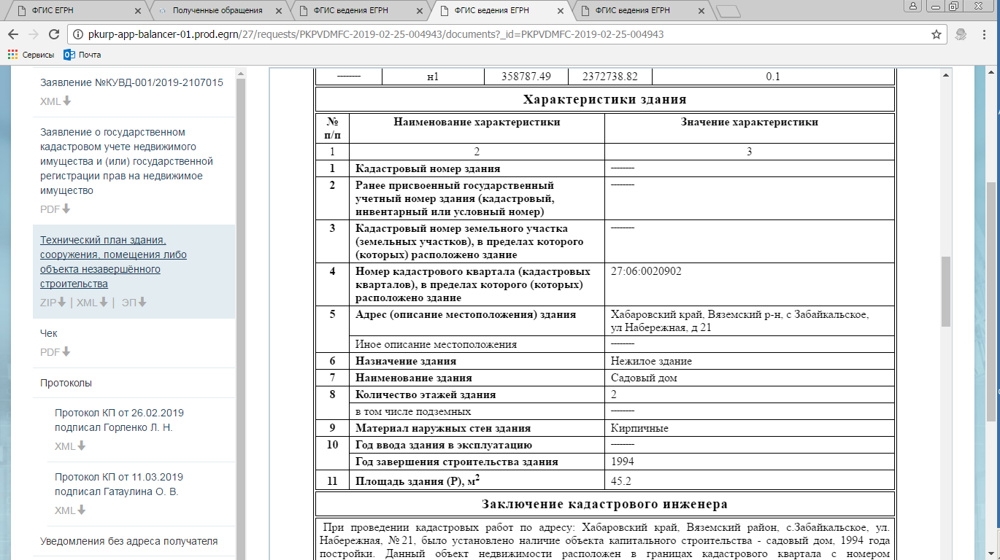 ФГИС ЕГРН
Полученные обращения
ФГИС ведения ЕГРН
ФГИС ведения ЕГРН
ФГИС ведения ЕГРН
pkurp-app-balancer-01.prod.egrn/27/requests/PKPVDMFC-2019-02-25-004943/documents?_id=PKPVDMFC-2019-02-25-004943
Сервисы Почта
Заявление №КУВД-001/2019-2107015
XML
Заявление о государственном
кадастровом учете недвижимого
имущества и (или) государственной
регистрации прав на недвижимое
имущество
PDF
Технический план здания,
сооружения, помещения либо
объекта незавершённого
строительства
ZIP | XML | ЭП
Чек
PDF
Протоколы
Протокол КП от 26.02.2019
подписал Горленко Л. Н.
XML
Протокол КП от 11.03.2019
подписал Гатаулина О. В.
XML
Уведомления без адреса получателя
-------- н1 358787.49 2372738.82 0.1
Характеристики здания
№ Наименование характеристики Значение характеристики
п/п
1 2 3
1 Кадастровый номер здания --------
2 Ранее присвоенный государственный --------
учетный номер здания (кадастровый,
инвентарный или условный номер)
3 Кадастровый номер земельного участка --------
(земельных участков), в пределах которого
(которых) расположено здание
4 Номер кадастрового квартала (кадастровых 27:06:0020902
кварталов), в пределах которого (которых)
расположено здание
5 Адрес (описание местоположения) здания Хабаровский край, Вяземский р-н, с Забайкальское,
ул Набережная, д 21
Иное описание местоположения --------
6 Назначение здания Нежилое здание
7 Наименование здания Садовый дом
8 Количество этажей здания 2
в том числе подземных --------
9 Материал наружных стен здания Кирпичные
10 Год ввода здания в эксплуатацию --------
Год завершения строительства здания 1994
11 Площадь здания (Р), м2 45.2
Заключение кадастрового инженера
При проведении кадастровых работ по адресу: Хабаровский край, Вяземский район, с.Забайкальское, ул.
Набережная, №21, было установлено наличие объекта капитального строительства - садовый дом, 1994 года
постройки. Данный объект недвижимости расположен в границах кадастрового квартала с номером